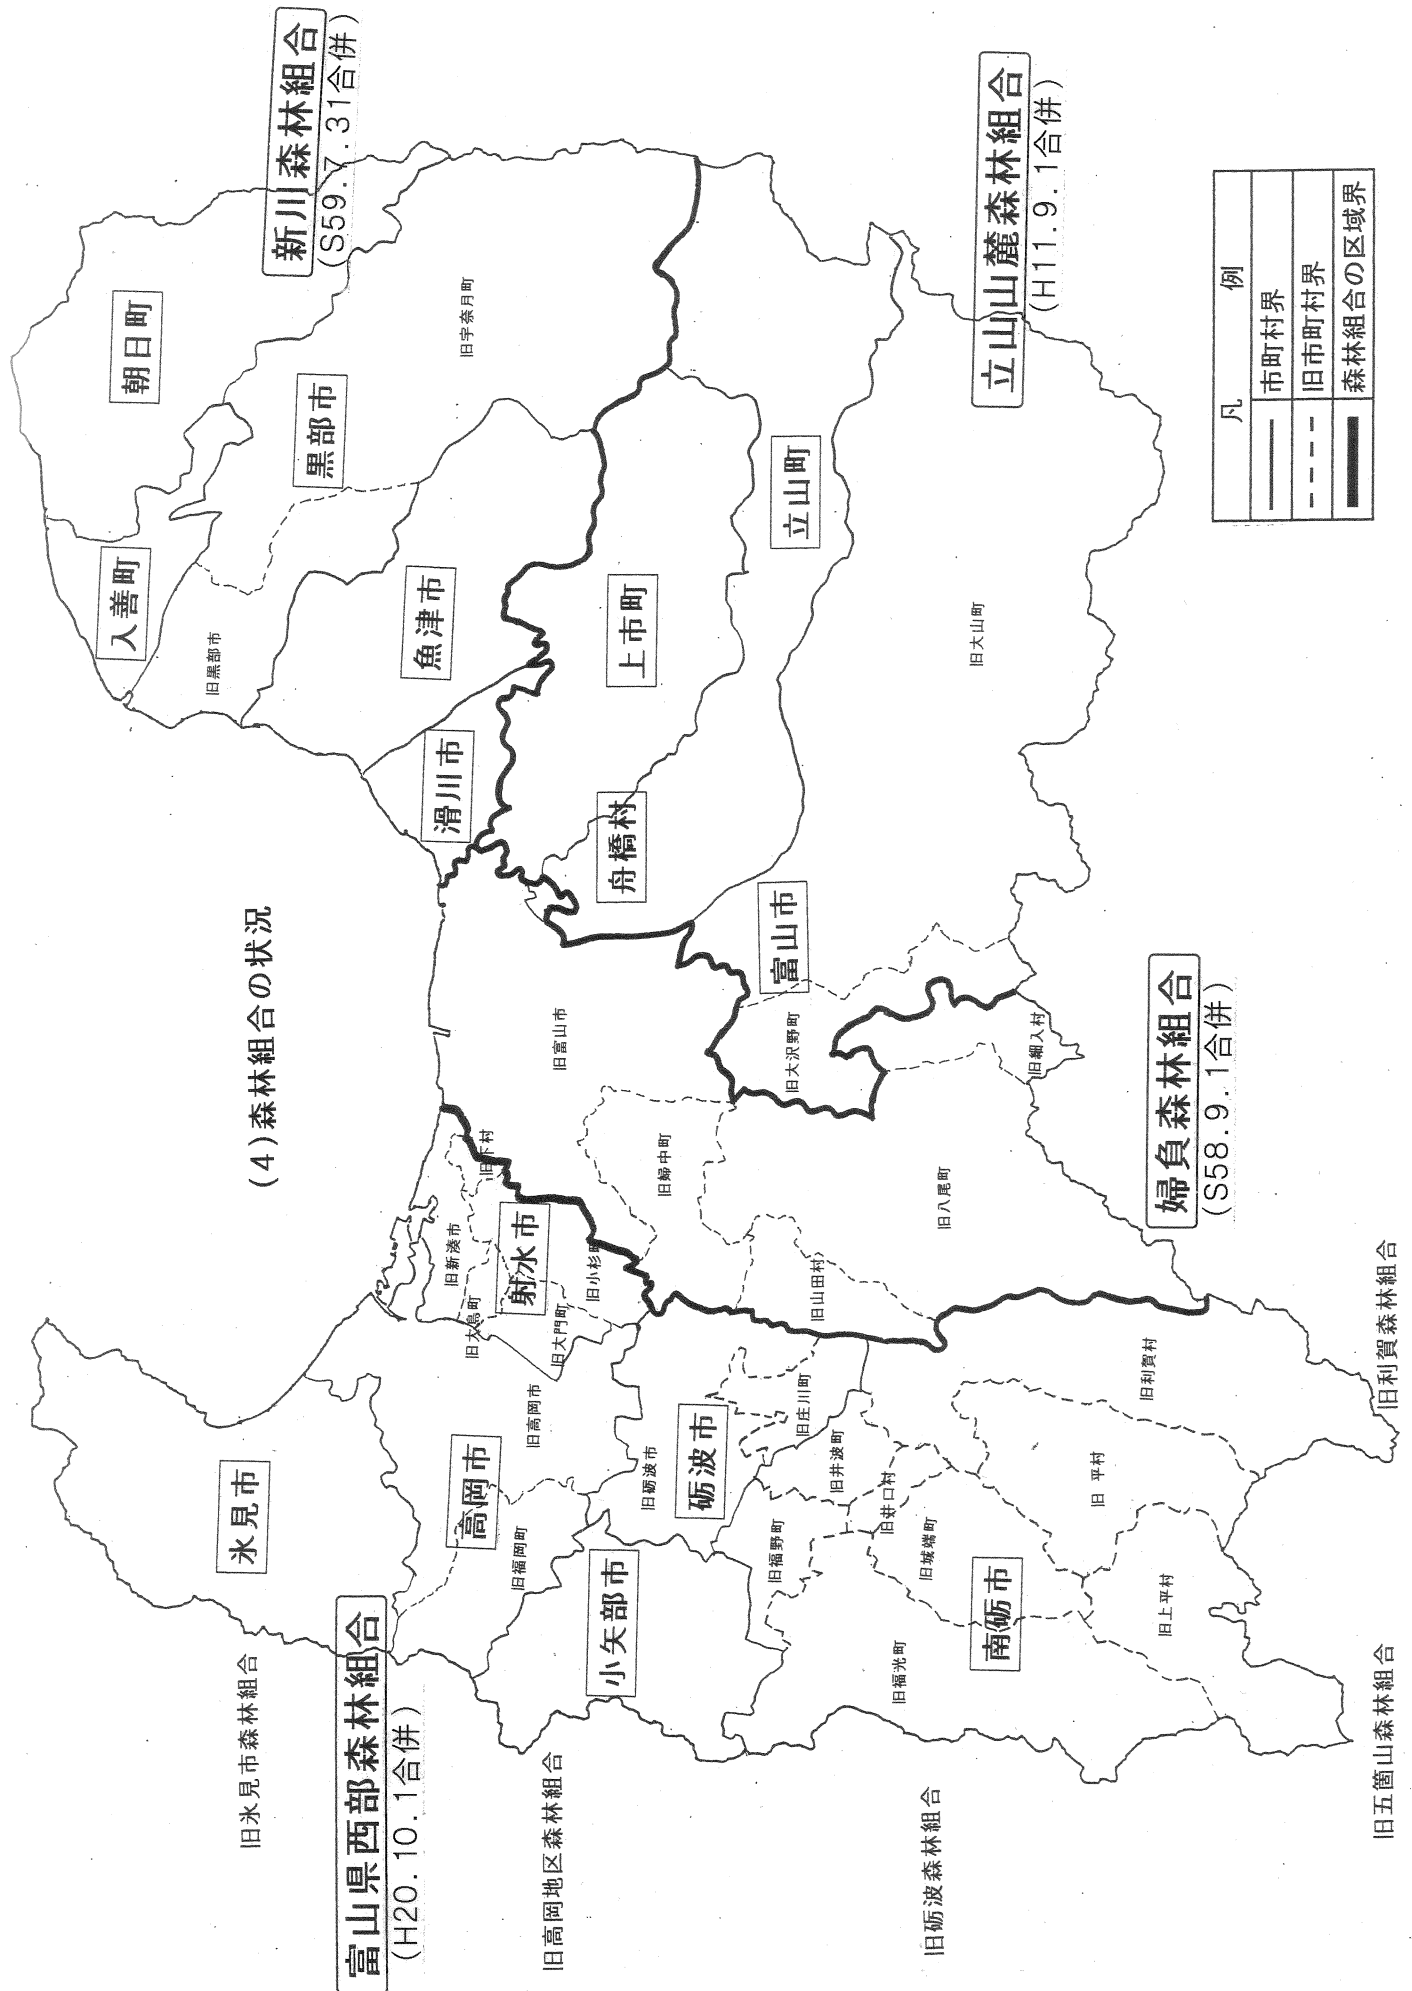 (4)森林組合の状況
富山県西部森林組合
(H20.10.1合併)
新川森林組合
(S59.7.31合併)
立山山麓森林組合
(H11.9.1合併)
婦負森林組合
(S58.9.1合併)
旧氷見市森林組合
旧高岡地区森林組合
旧砺波森林組合
旧五箇山森林組合
旧利賀森林組合
氷見市
高岡市
旧高岡市
旧福岡町
小矢部市
射水市
旧新湊市
旧下村
旧大島町
旧大門町
旧小杉町
砺波市
旧砺波市
旧庄川町
南砺市
旧福野町
旧井波町
旧井口村
旧城端町
旧福光町
旧平村
旧上平村
旧利賀村
富山市
旧富山市
旧婦中町
旧山田村
旧八尾町
旧大沢野町
旧細入村
旧大山町
舟橋村
上市町
立山町
滑川市
魚津市
黒部市
旧黒部市
旧宇奈月町
入善町
朝日町
凡例
市町村界
旧市町村界
森林組合の区域界